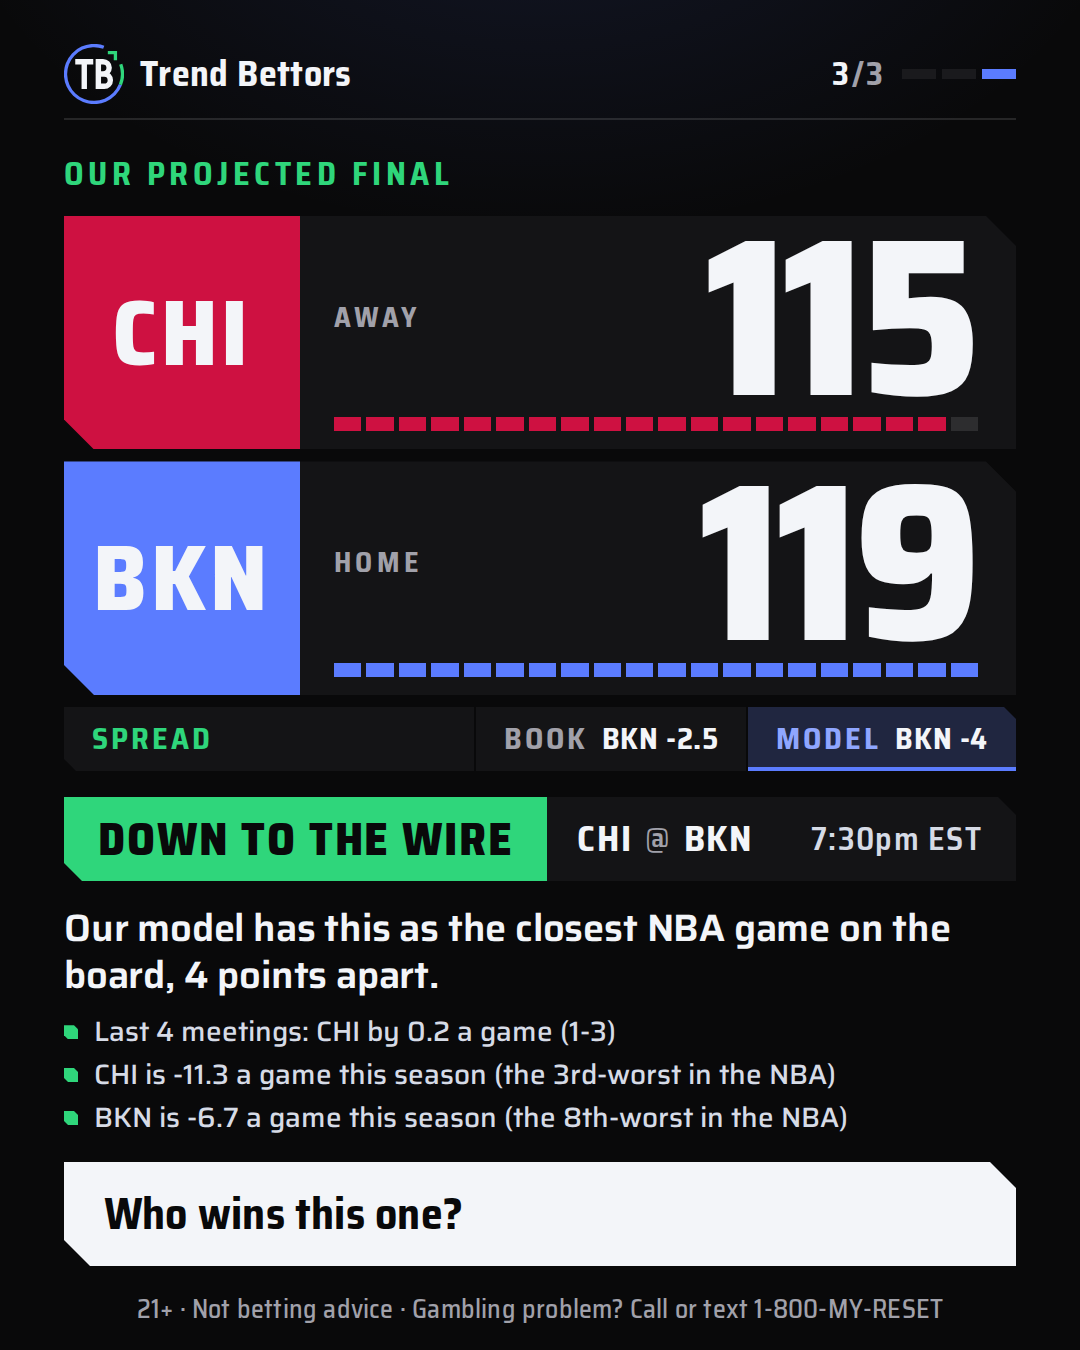 TB Trend Bettors 3/3
OUR PROJECTED FINAL
CHI AWAY 115
BKN HOME 119
SPREAD BOOK BKN -2.5 MODEL BKN -4
DOWN TO THE WIRE CHI @ BKN 7:30pm EST
Our model has this as the closest NBA game on the
board, 4 points apart.
Last 4 meetings: CHI by 0.2 a game (1-3)
CHI is -11.3 a game this season (the 3rd-worst in the NBA)
BKN is -6.7 a game this season (the 8th-worst in the NBA)
Who wins this one?
21+ · Not betting advice · Gambling problem? Call or text 1-800-MY-RESET